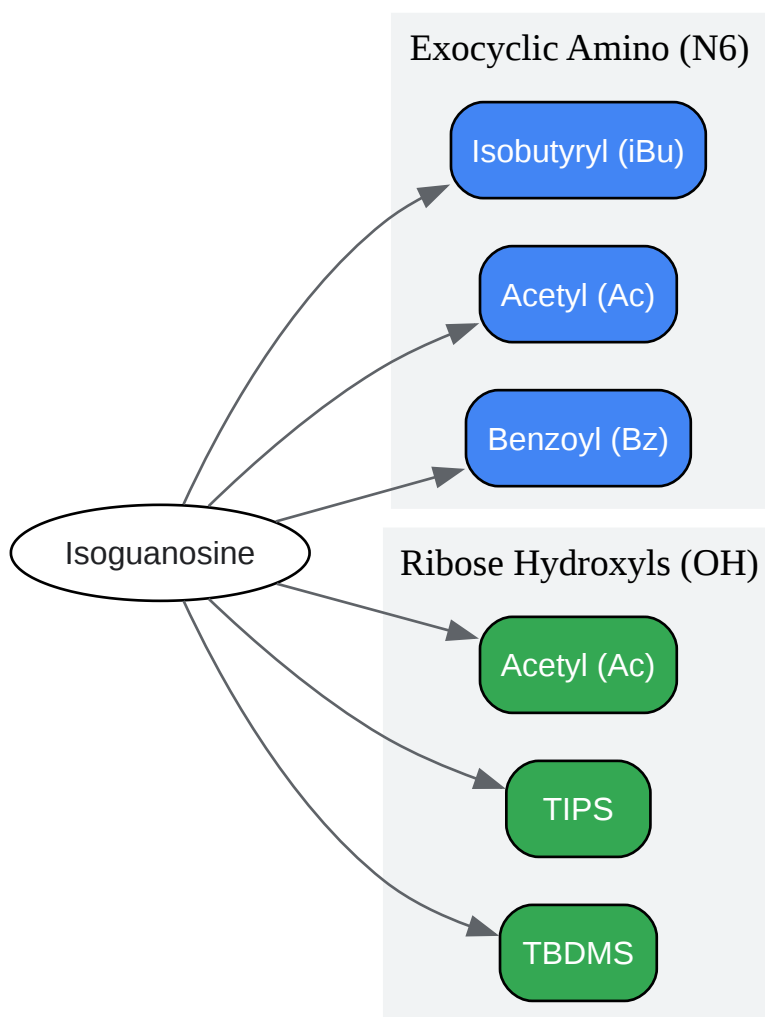 Exocyclic Amino (N6)
Isobutyryl (iBu)
Acetyl (Ac)
Benzoyl (Bz)
Isoguanosine
Ribose Hydroxyls (OH)
Acetyl (Ac)
TIPS
TBDMS